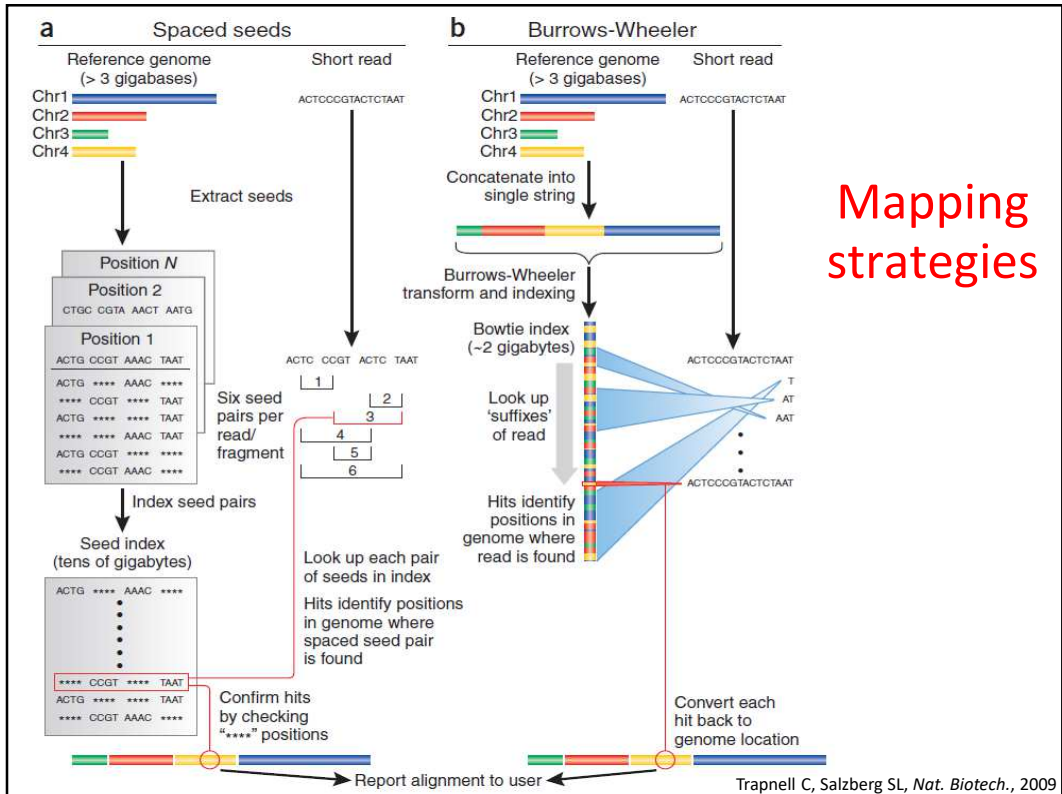 a Spaced seeds
Reference genome
(> 3 gigabases)
Short read
Chr1
Chr2
Chr3
Chr4
ACTCCCGTACTCTAAT
Extract seeds
Position N
Position 2
CTGC CCGTA AACT AATG
Position 1
ACTG CCGT AAAC TAAT
ACTG **** AAAC ****
**** CCGT **** TAAT
ACTG **** **** TAAT
**** **** AAAC TAAT
ACTG CCGT **** ****
**** CCGT AAAC ****
ACTC CCGT ACTC TAAT
1
2
3
4
5
6
Six seed
pairs per
read/
fragment
Index seed pairs
Seed index
(tens of gigabytes)
ACTG **** AAAC ****
**** CCGT **** TAAT
ACTG **** **** TAAT
**** CCGT AAAC ****
Look up each pair
of seeds in index
Hits identify positions
in genome where
spaced seed pair
is found
Confirm hits
by checking
“****” positions
b Burrows-Wheeler
Reference genome
(> 3 gigabases)
Short read
Chr1
Chr2
Chr3
Chr4
ACTCCCGTACTCTAAT
Concatenate into
single string
Burrows-Wheeler
transform and indexing
Bowtie index
(~2 gigabytes)
ACTCCCGTACTCTAAT
T
AT
AAT
Look up
‘suffixes’
of read
ACTCCCGTACTCTAAT
Hits identify
positions in
genome where
read is found
Convert each
hit back to
genome location
Report alignment to user
Mapping
strategies
Trapnell C, Salzberg SL, Nat. Biotech., 2009